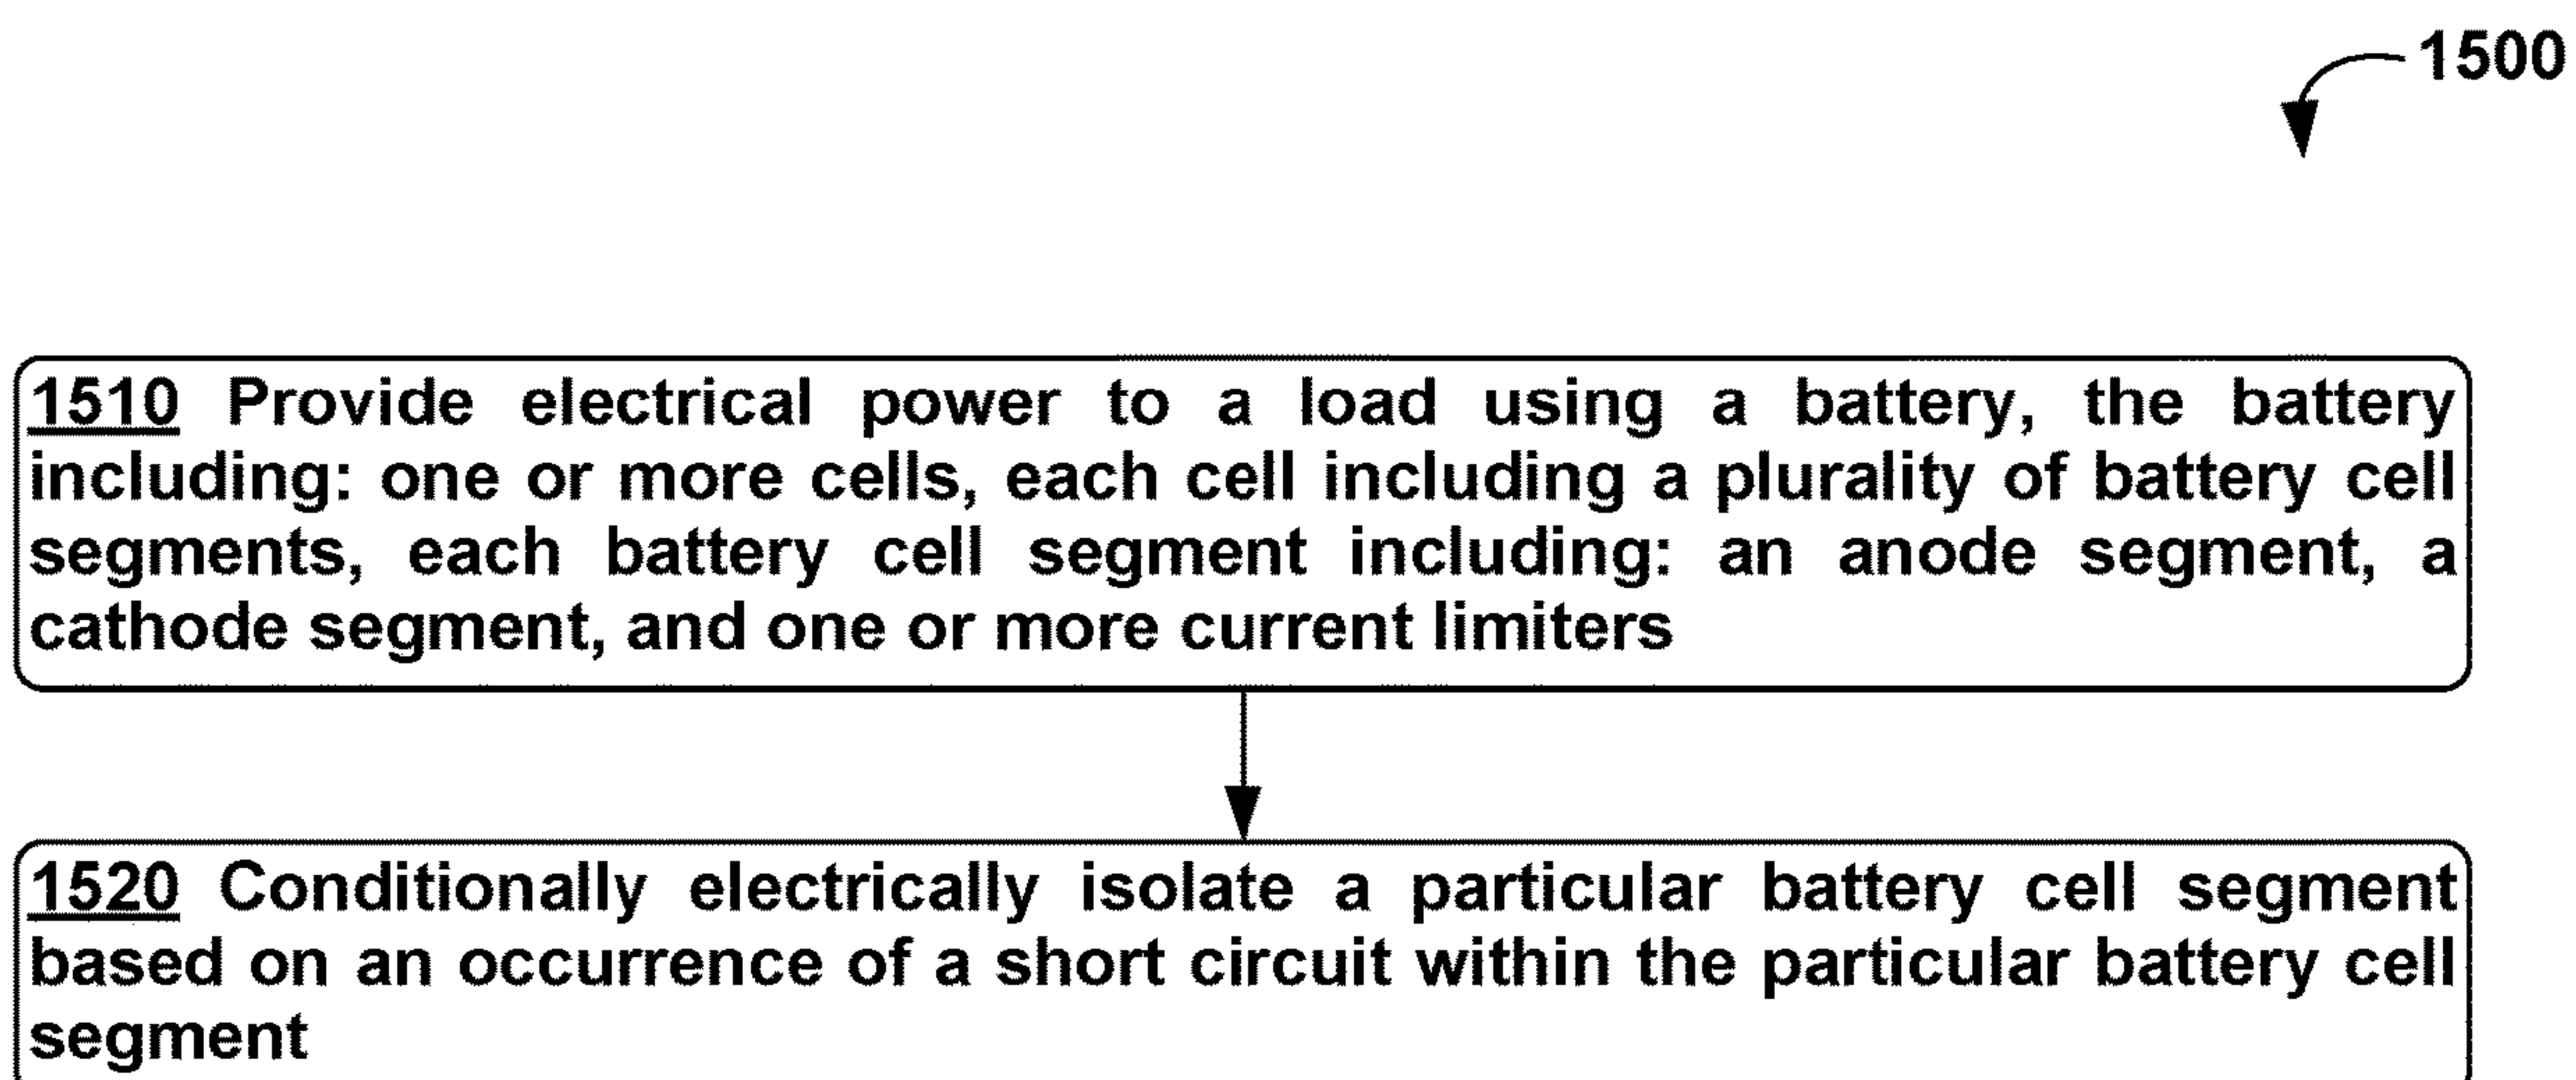 1500
1510 Provide electrical power to a load using a battery, the battery
including: one or more cells, each cell including a plurality of battery cell
segments, each battery cell segment including: an anode segment, a
cathode segment, and one or more current limiters
1520 Conditionally electrically isolate a particular battery cell segment
based on an occurrence of a short circuit within the particular battery cell
segment